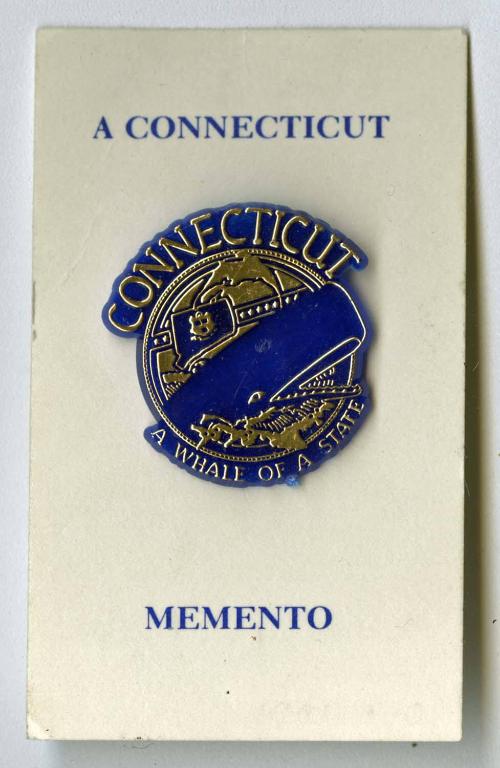 A CONNECTICUT
CONNECTICUT
A WHALE OF A STATE
MEMENTO